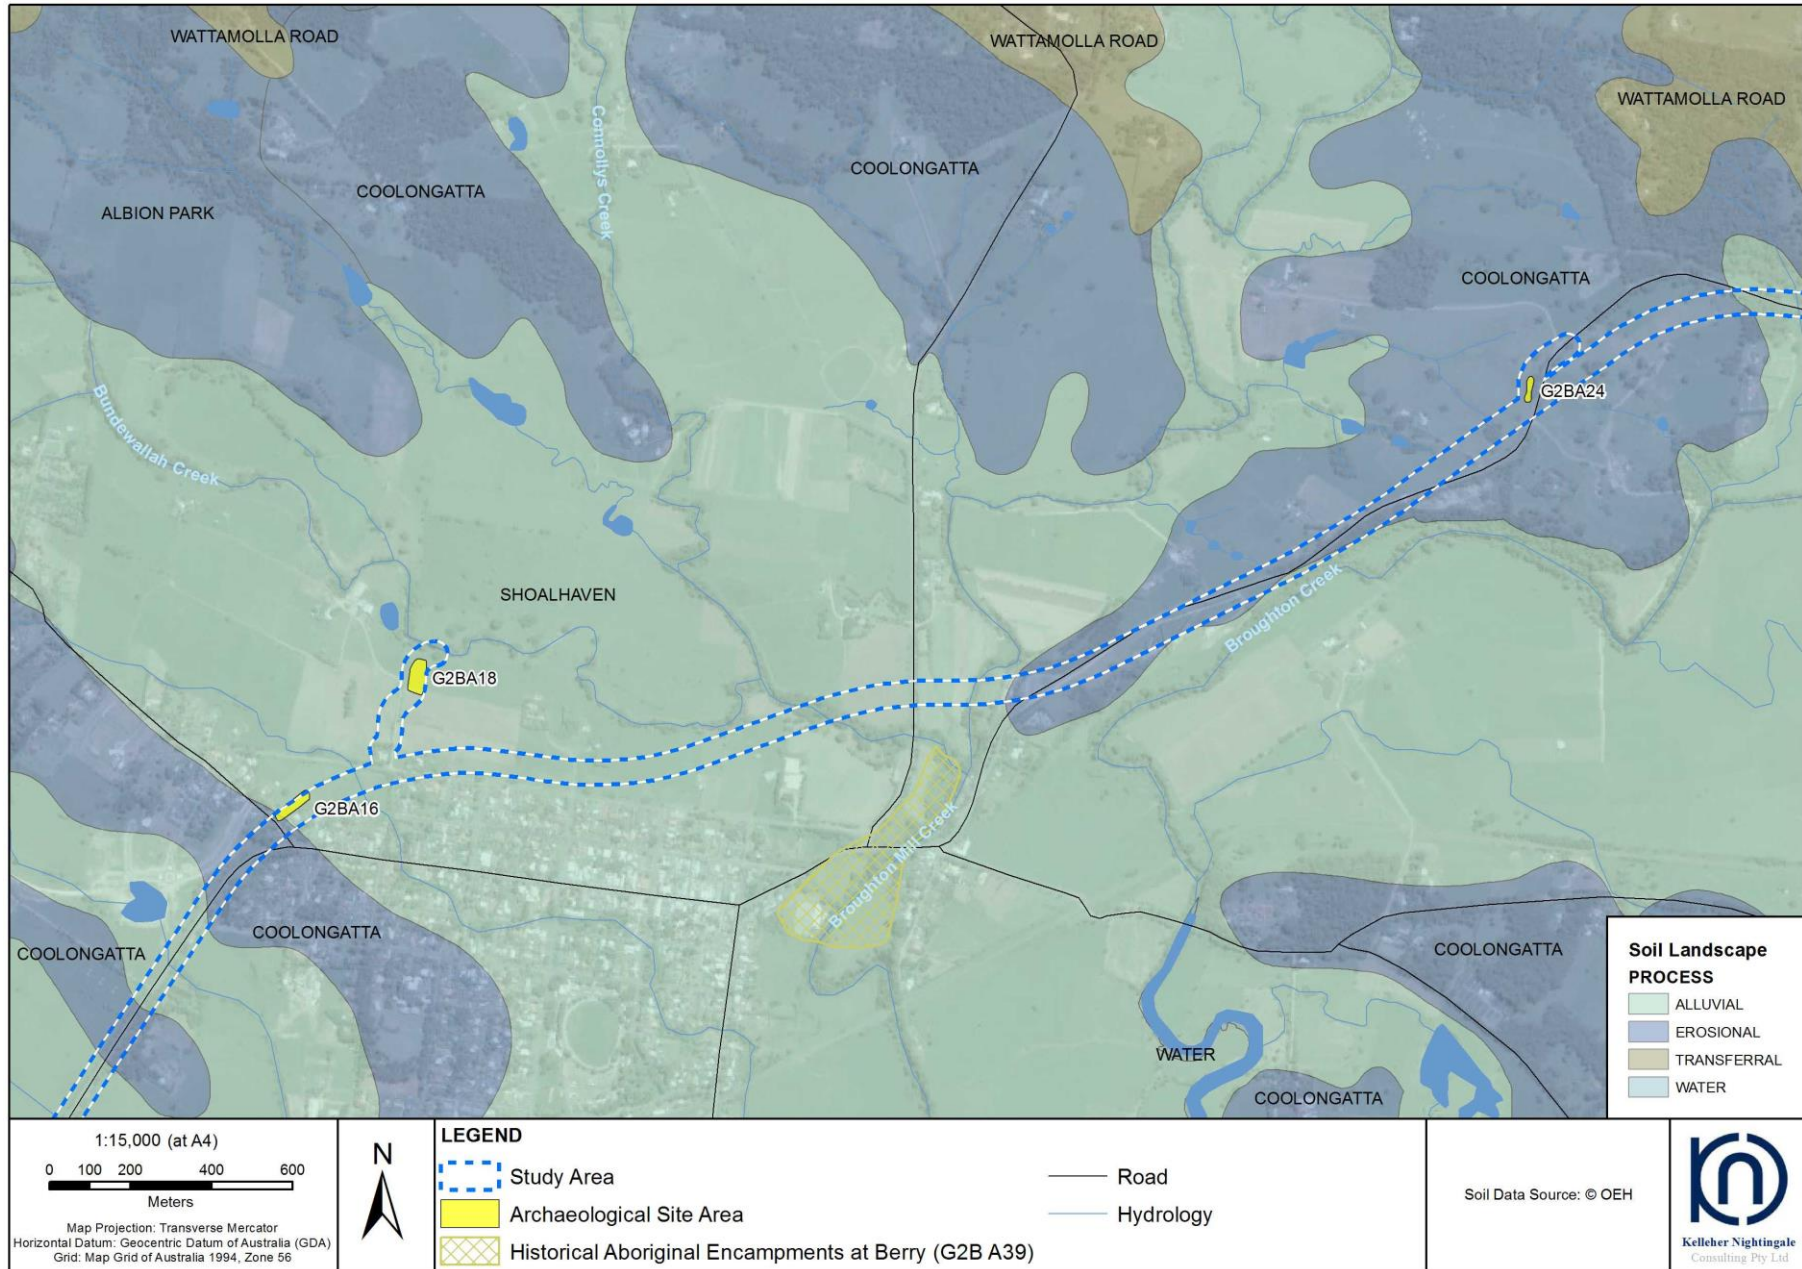 WATTAMOLLA ROAD
WATTAMOLLA ROAD
WATTAMOLLA ROAD
Connollys Creek
COOLONGATTA
COOLONGATTA
ALBION PARK
COOLONGATTA
G2BA24
Bundewallah Creek
SHOALHAVEN
Broughton Creek
G2BA18
G2BA16
Broughton Mill Creek
COOLONGATTA
COOLONGATTA
COOLONGATTA
WATER
COOLONGATTA
Soil Landscape
PROCESS
ALLUVIAL
EROSIONAL
TRANSFERRAL
WATER
1:15,000 (at A4)
0 100 200 400 600
Meters
Map Projection: Transverse Mercator
Horizontal Datum: Geocentric Datum of Australia (GDA)
Grid: Map Grid of Australia 1994, Zone 56
N
LEGEND
Study Area
Archaeological Site Area
Historical Aboriginal Encampments at Berry (G2B A39)
Road
Hydrology
Soil Data Source: © OEH
Kelleher Nightingale
Consulting Pty Ltd